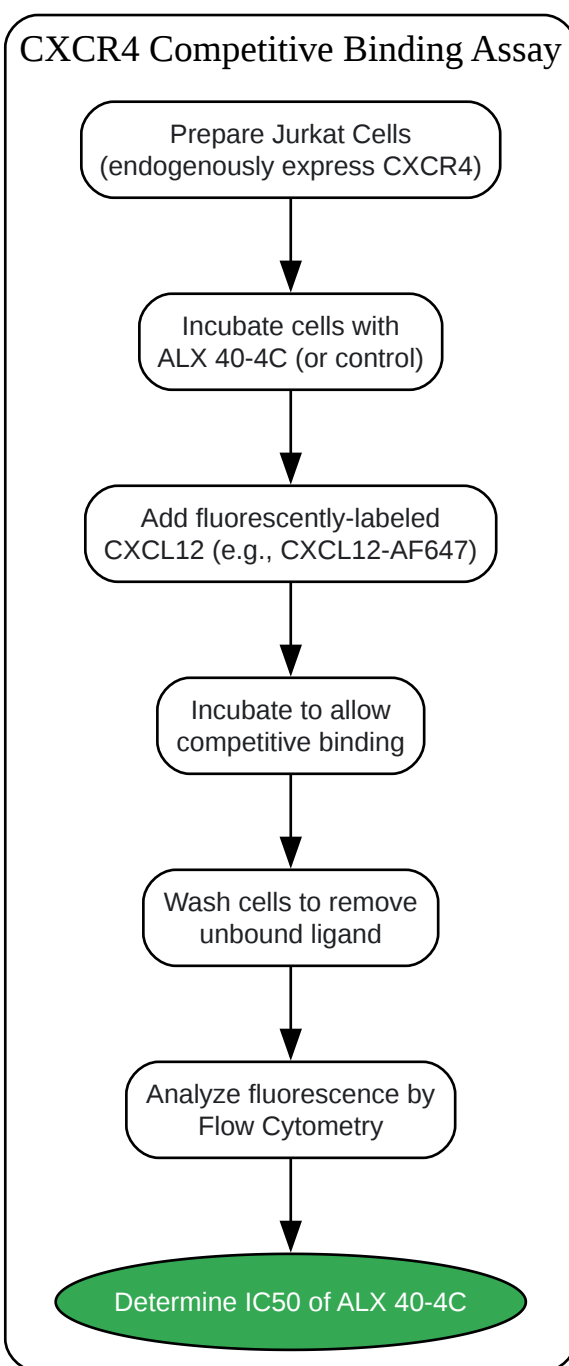 CXCR4 Competitive Binding Assay
Prepare Jurkat Cells
(endogenously express CXCR4)
Incubate cells with
ALX 40-4C (or control)
Add fluorescently-labeled
CXCL12 (e.g., CXCL12-AF647)
Incubate to allow
competitive binding
Wash cells to remove
unbound ligand
Analyze fluorescence by
Flow Cytometry
Determine IC50 of ALX 40-4C